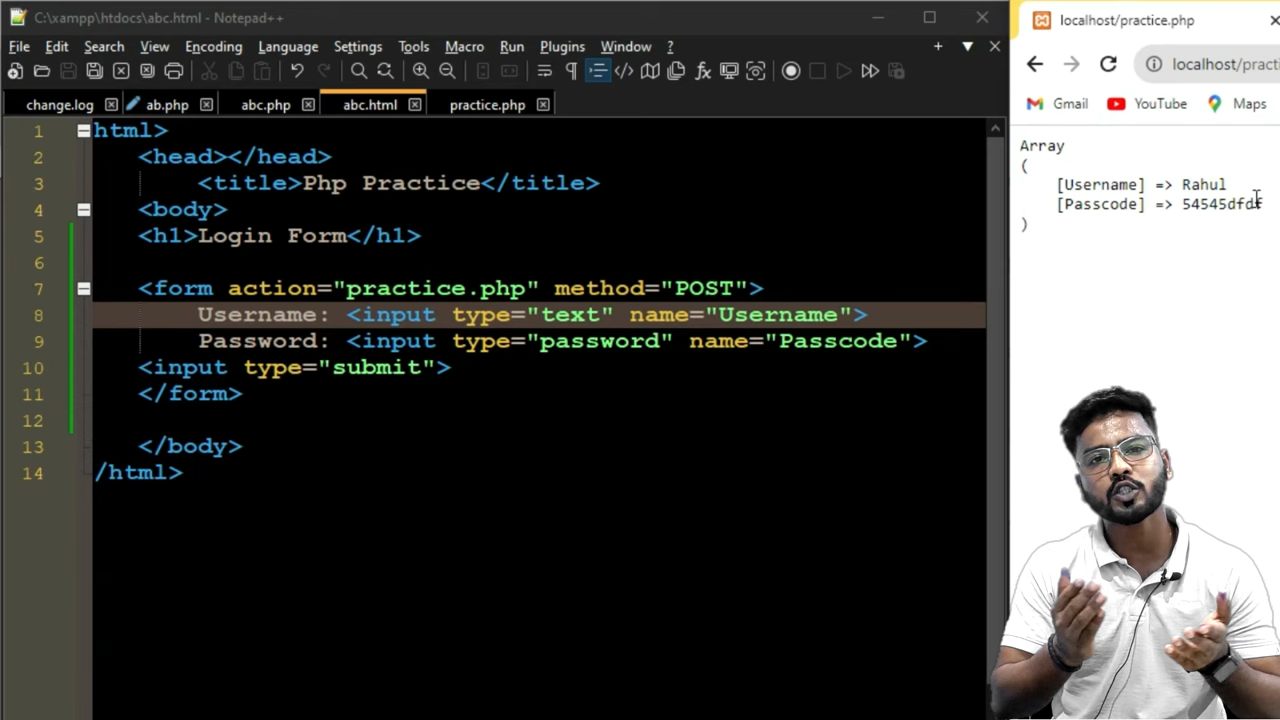 C:\xampp\htdocs\abc.html - Notepad++
File Edit Search View Encoding Language Settings Tools Macro Run Plugins Window ?
change.log ab.php abc.php abc.html practice.php
1 html>
2 <head></head>
3 <title>Php Practice</title>
4 <body>
5 <h1>Login Form</h1>
6
7 <form action="practice.php" method="POST">
8 Username: <input type="text" name="Username">
9 Password: <input type="password" name="Passcode">
10 <input type="submit">
11 </form>
12
13 </body>
14 /html>
localhost/practice.php
localhost/practi
Gmail YouTube Maps
Array
(
[Username] => Rahul
[Passcode] => 54545dfdf
)